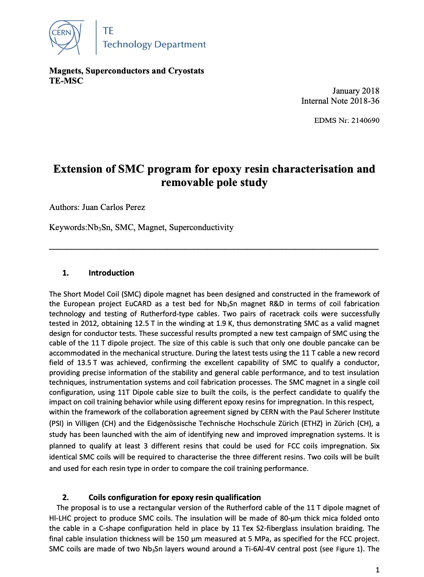 CERN
TE
Technology Department
Magnets, Superconductors and Cryostats
TE-MSC
January 2018
Internal Note 2018-36
EDMS Nr: 2140690
Extension of SMC program for epoxy resin characterisation and
removable pole study
Authors: Juan Carlos Perez
Keywords:Nb₃Sn, SMC, Magnet, Superconductivity
1. Introduction
The Short Model Coil (SMC) dipole magnet has been designed and constructed in the framework of
the European project EuCARD as a test bed for Nb₃Sn magnet R&D in terms of coil fabrication
technology and testing of Rutherford-type cables. Two pairs of racetrack coils were successfully
tested in 2012, obtaining 12.5 T in the winding at 1.9 K, thus demonstrating SMC as a valid magnet
design for conductor tests. These successful results prompted a new test campaign of SMC using the
cable of the 11 T dipole project. The size of this cable is such that only one double pancake can be
accommodated in the mechanical structure. During the latest tests using the 11 T cable a new record
field of 13.5 T was achieved, confirming the excellent capability of SMC to qualify a conductor,
providing precise information of the stability and general cable performance, and to test insulation
techniques, instrumentation systems and coil fabrication processes. The SMC magnet in a single coil
configuration, using 11T Dipole cable size to built the coils, is the perfect candidate to qualify the
impact on coil training behavior while using different epoxy resins for impregnation. In this respect,
within the framework of the collaboration agreement signed by CERN with the Paul Scherer Institute
(PSI) in Villigen (CH) and the Eidgenössische Technische Hochschule Zürich (ETHZ) in Zürich (CH), a
study has been launched with the aim of identifying new and improved impregnation systems. It is
planned to qualify at least 3 different resins that could be used for FCC coils impregnation. Six
identical SMC coils will be required to characterise the three different resins. Two coils will be built
and used for each resin type in order to compare the coil training performance.
2. Coils configuration for epoxy resin qualification
The proposal is to use a rectangular version of the Rutherford cable of the 11 T dipole magnet of
Hl-LHC project to produce SMC coils. The insulation will be made of 80-μm thick mica folded onto
the cable in a C-shape configuration held in place by 11 Tex S2-fiberglass insulation braiding. The
final cable insulation thickness will be 150 μm measured at 5 MPa, as specified for the FCC project.
SMC coils are made of two Nb₃Sn layers wound around a Ti-6Al-4V central post (see Figure 1). The
1